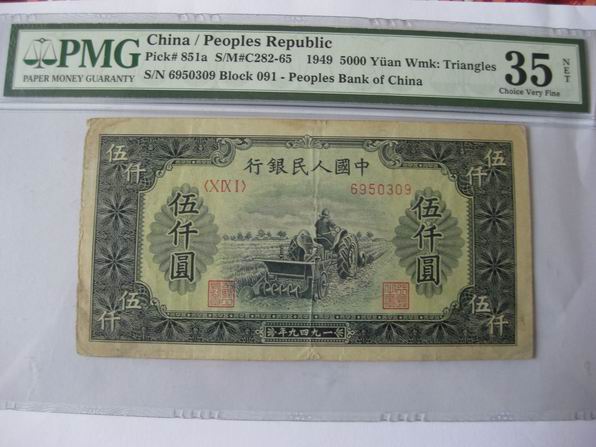 PMG
PAPER MONEY GUARANTY
China / Peoples Republic
Pick# 851a S/M#C282-65 1949 5000 Yüan Wmk: Triangles
S/N 6950309 Block 091 - Peoples Bank of China
35
NET
Choice Very Fine
伍仟
伍仟
行銀民人國中
〈X IX I〉
6950309
伍仟圓
伍仟圓
伍仟
伍仟
年九四九一